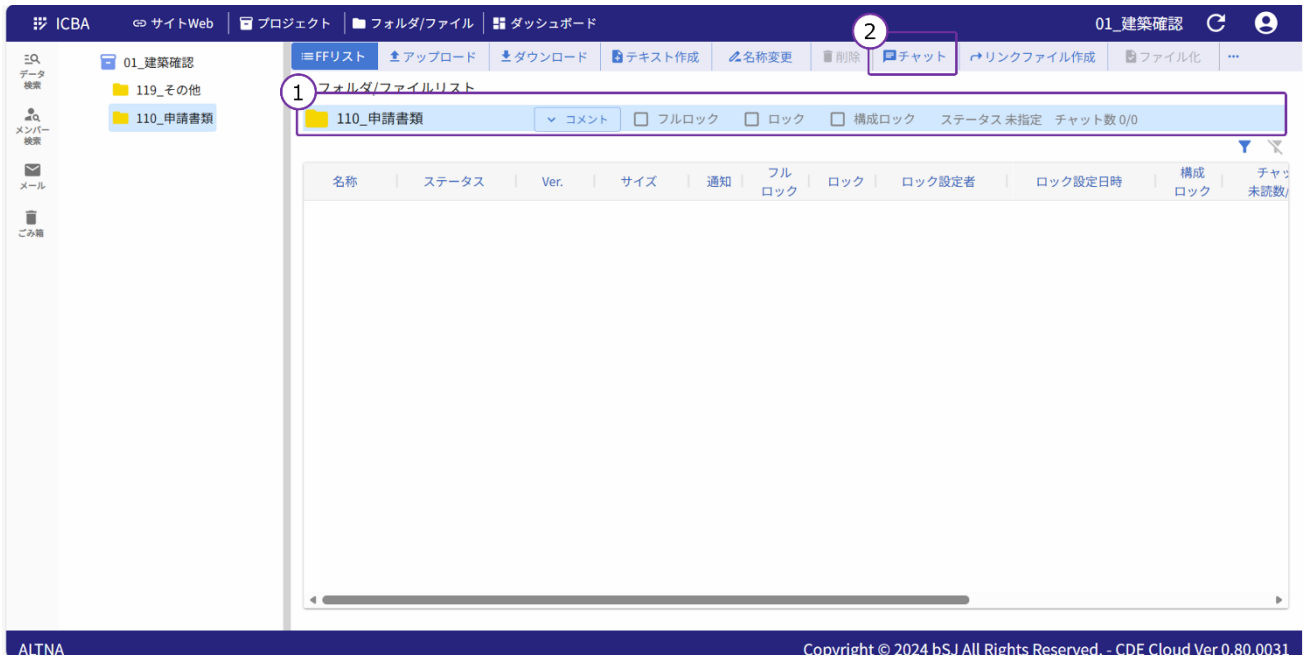 ICBA サイトWeb プロジェクト フォルダ/ファイル ダッシュボード 01_建築確認
2
データ
検索
メンバー
検索
メール
ごみ箱
01_建築確認
119_その他
110_申請書類
FFリスト アップロード ダウンロード テキスト作成 名称変更 削除 チャット リンクファイル作成 ファイル化 ...
1
フォルダ/ファイルリスト
110_申請書類 コメント フルロック ロック 構成ロック ステータス 未指定 チャット数 0/0
名称 ステータス Ver. サイズ 通知 フル
ロック ロック ロック設定者 ロック設定日時 構成
ロック チャッ
未読数/
ALTNA Copyright © 2024 bSJ All Rights Reserved. - CDE Cloud Ver 0.80.0031